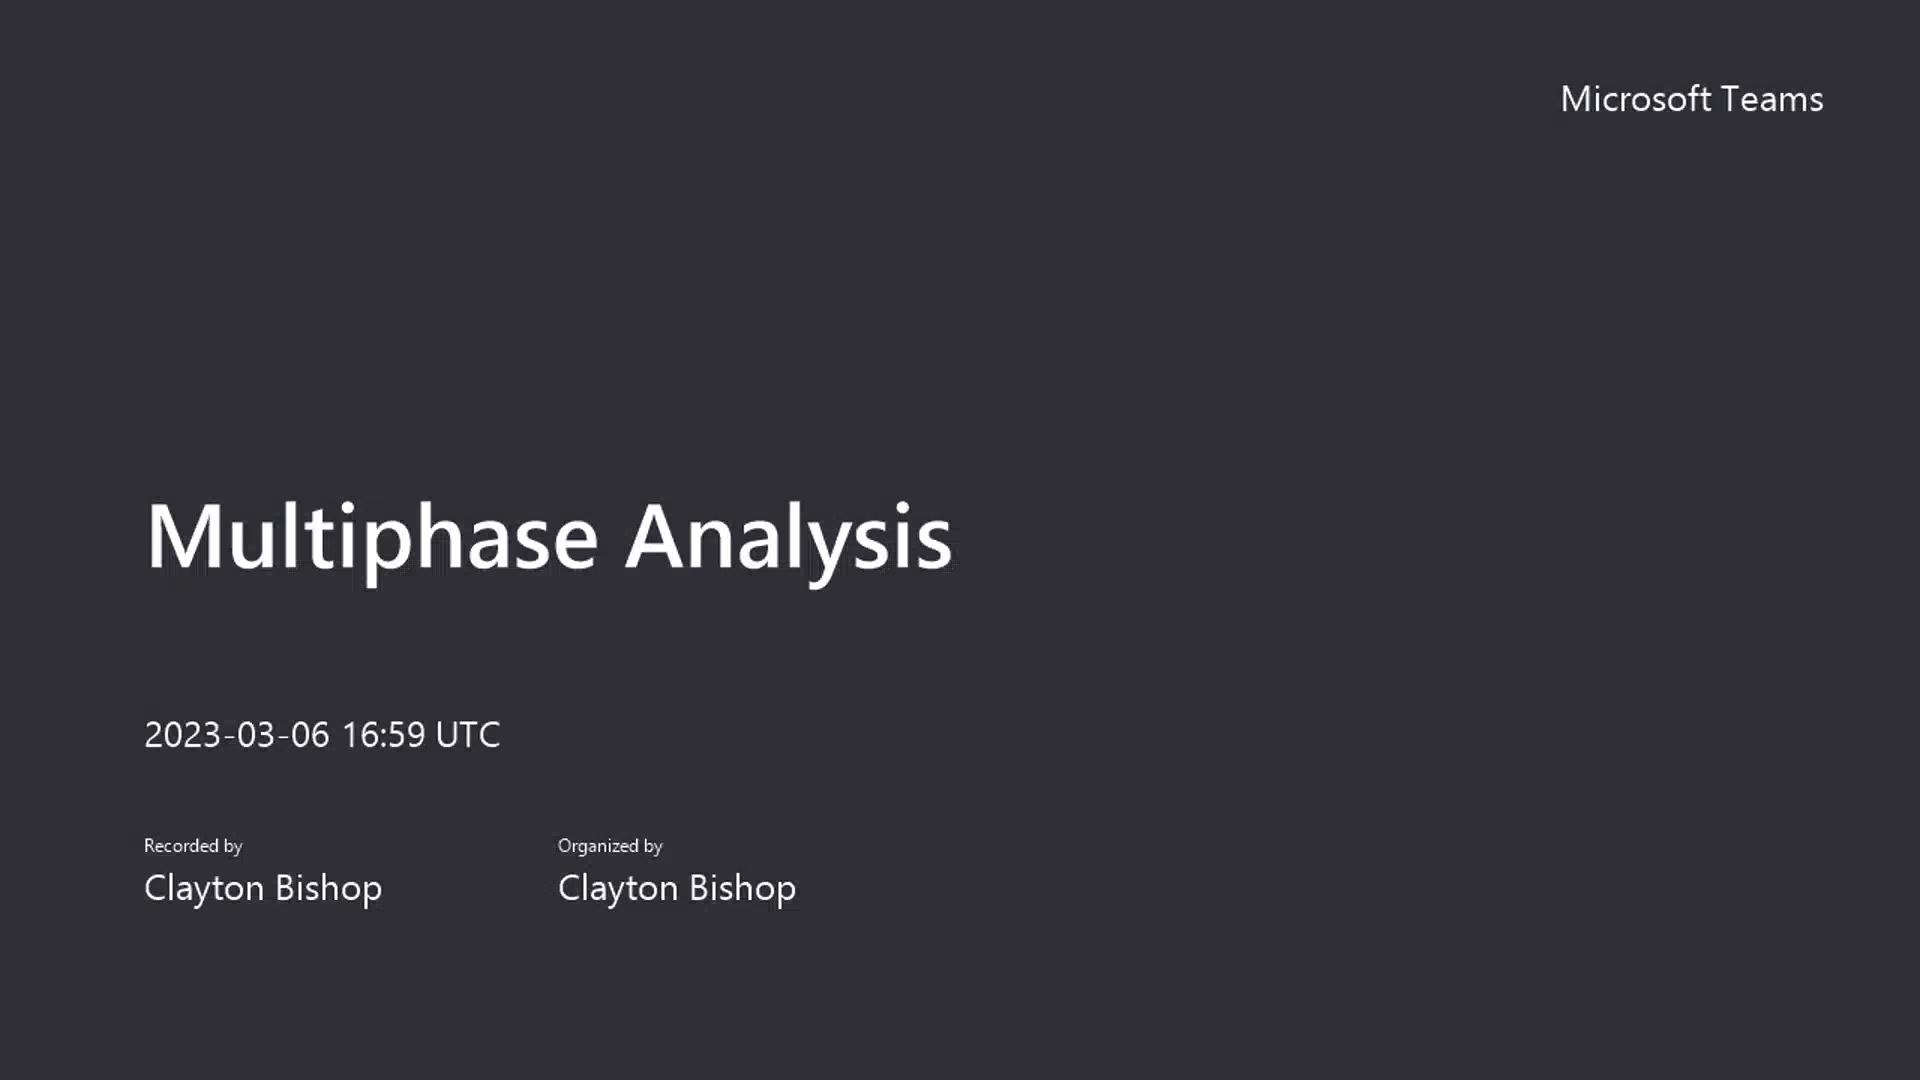 Microsoft Teams
Multiphase Analysis
2023-03-06 16:59 UTC
Recorded by
Clayton Bishop
Organized by
Clayton Bishop